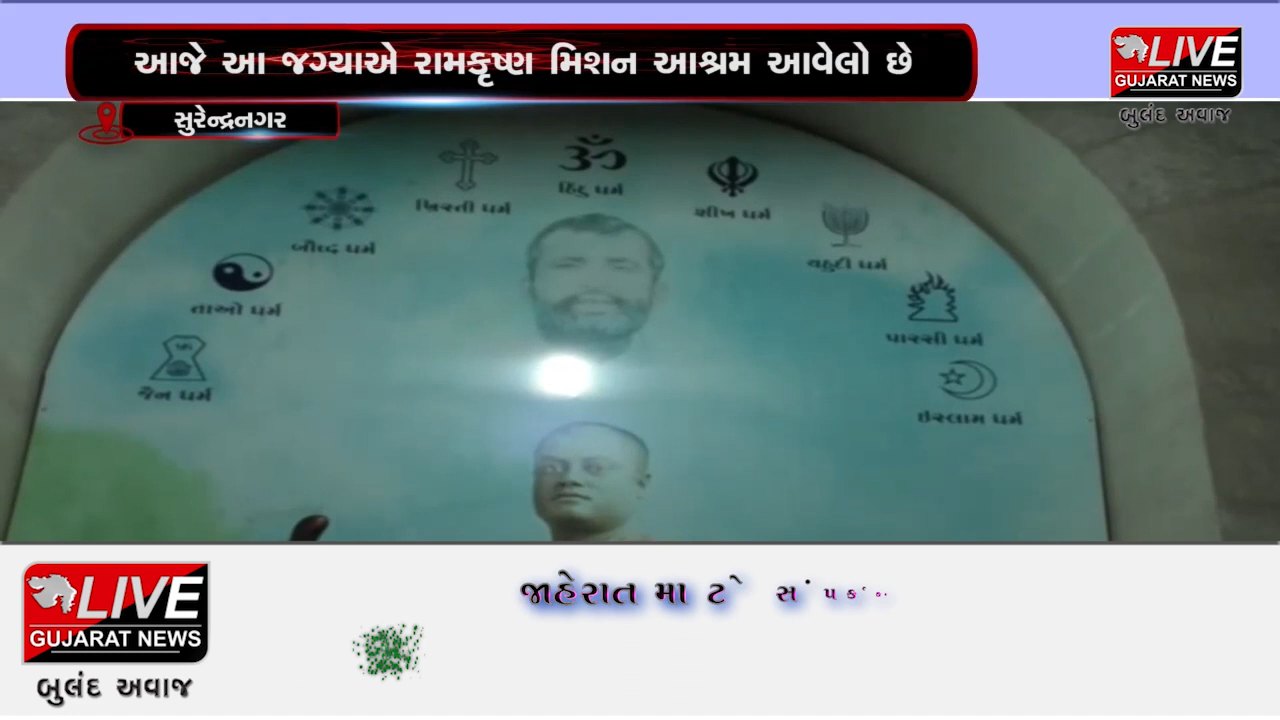 આજે આ જગ્યાએ રામકૃષ્ણ મિશન આશ્રમ આવેલો છે
LIVE
GUJARAT NEWS
બુલંદ અવાજ
સુરેન્દ્રનગર
ૐ
હિંદુ ધર્મ
ખ્રિસ્તી ધર્મ
શીખ ધર્મ
બૌધ્ધ ધર્મ
યહુદી ધર્મ
તાઓ ધર્મ
પારસી ધર્મ
જૈન ધર્મ
ઇસ્લામ ધર્મ
LIVE
GUJARAT NEWS
બુલંદ અવાજ
જાહેરાત માટે